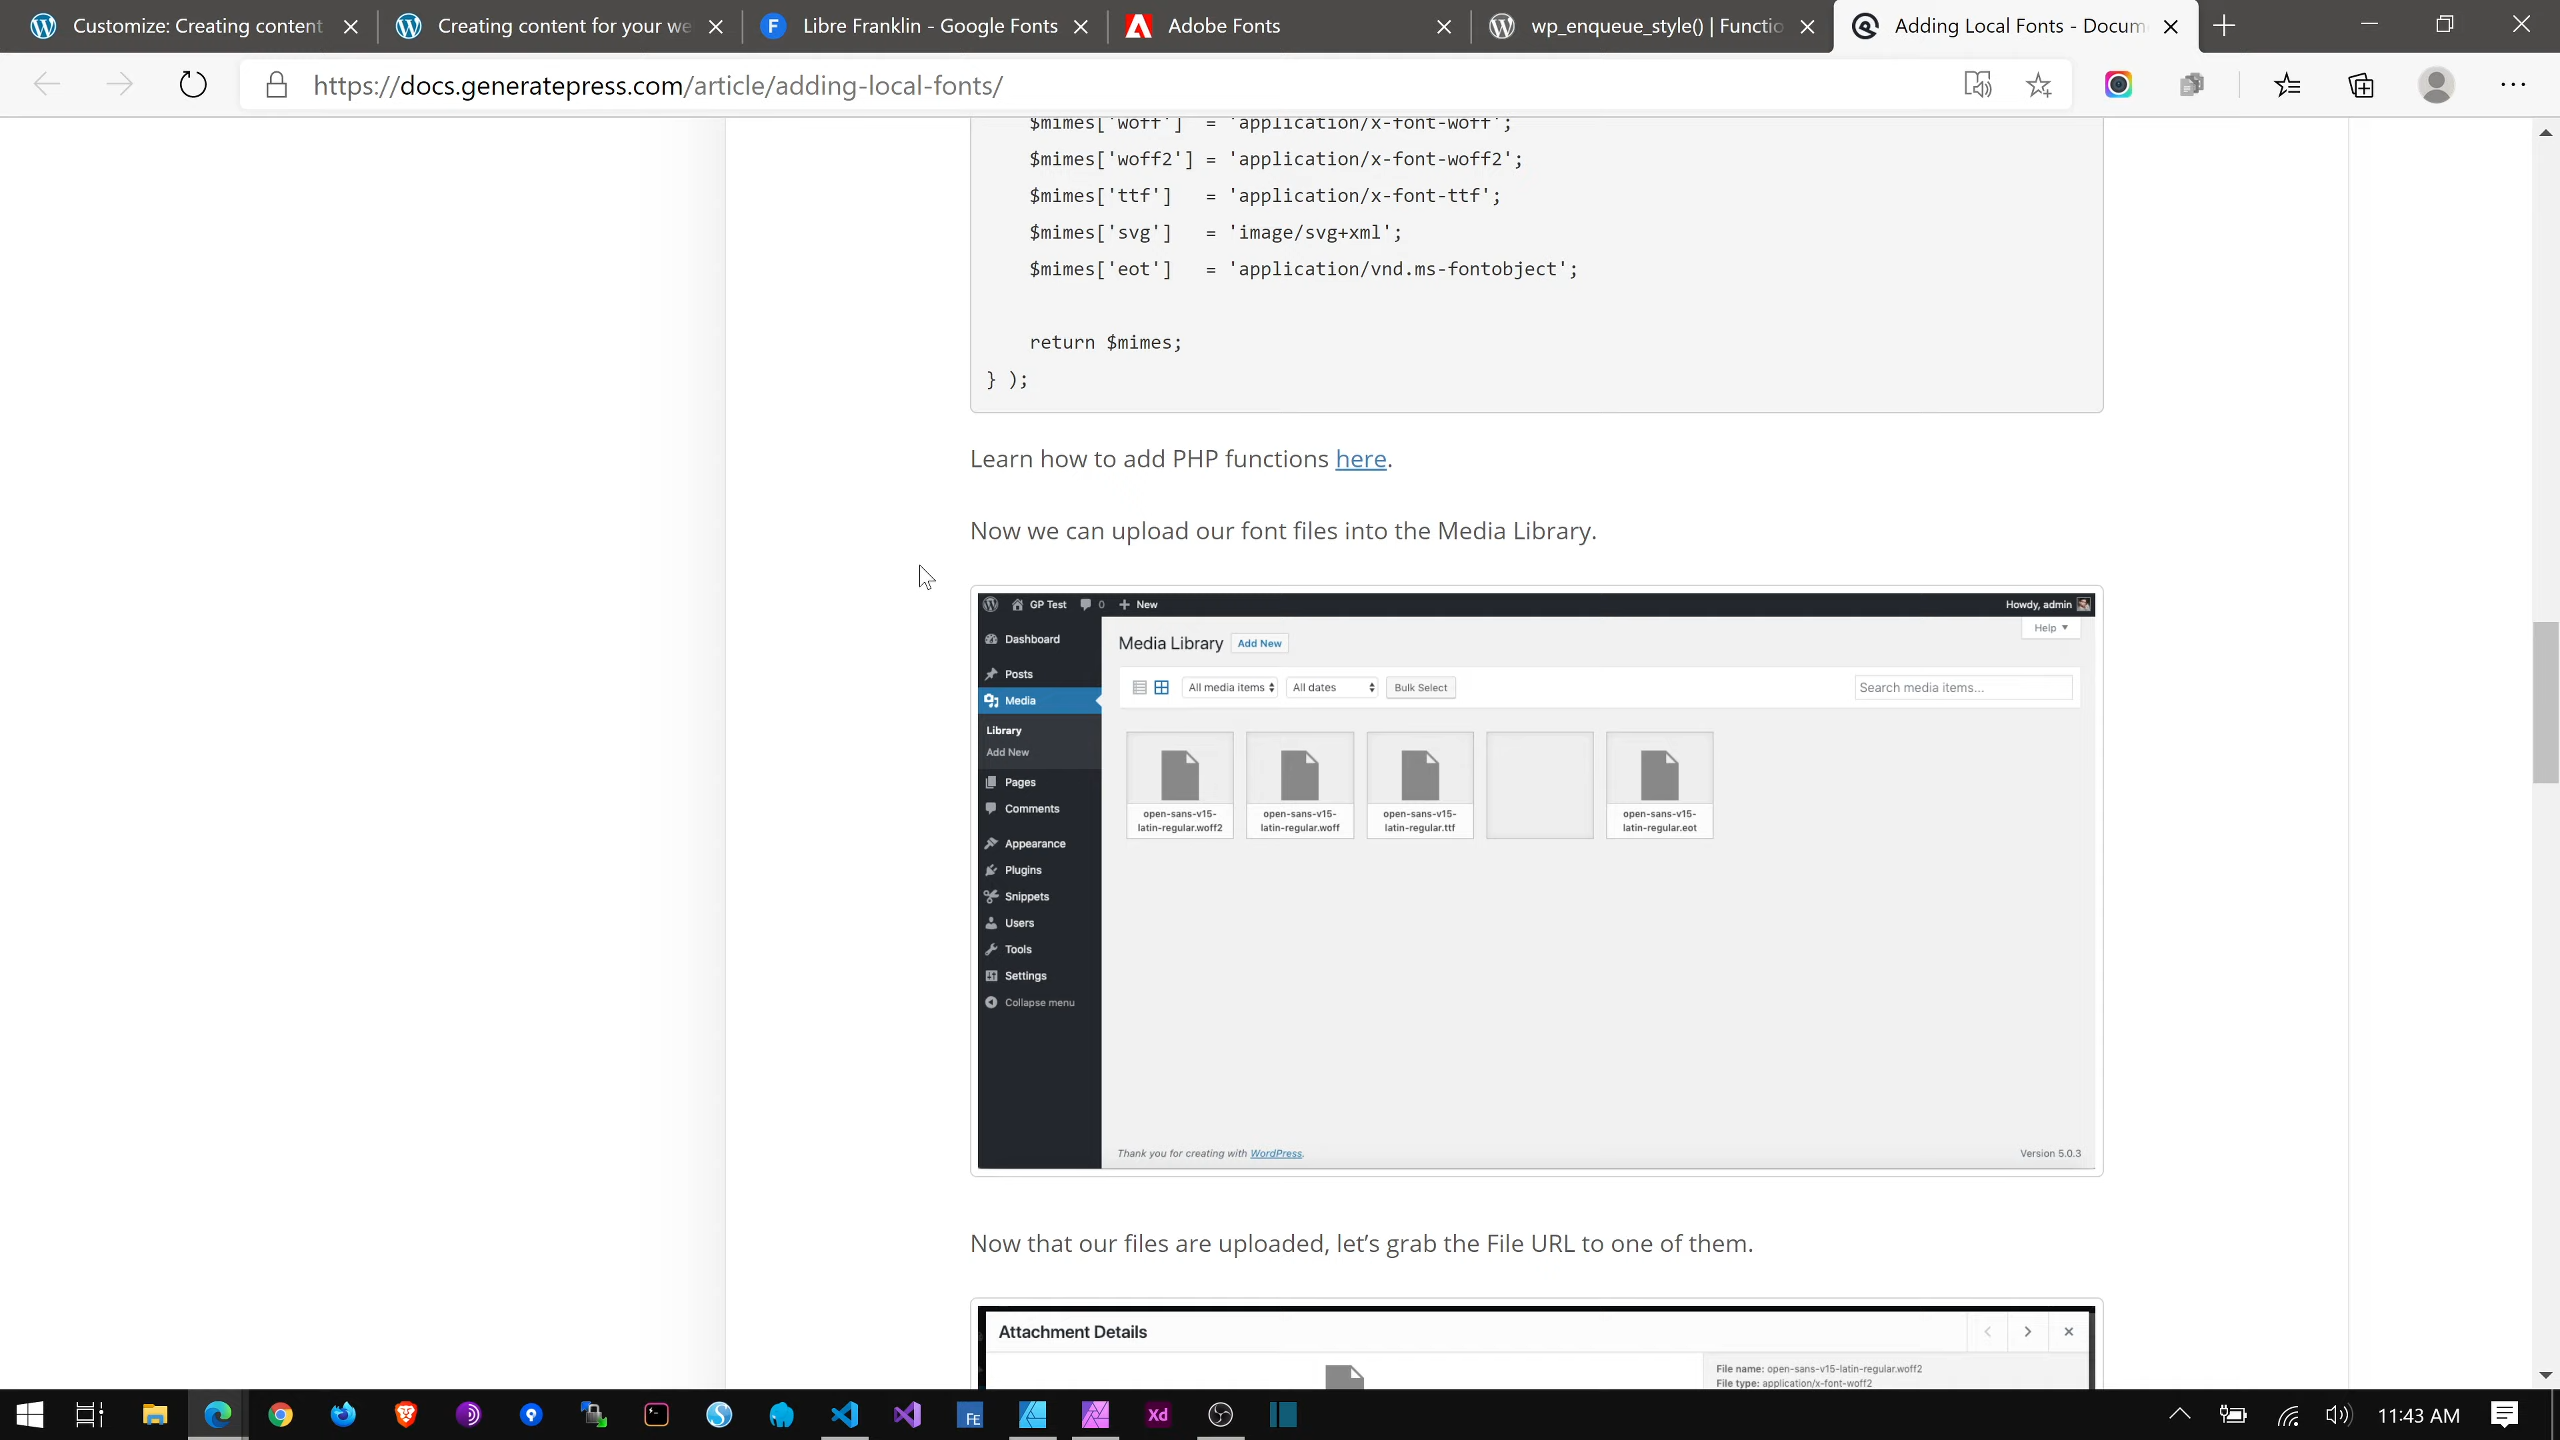 Customize: Creating content
Creating content for your we
Libre Franklin - Google Fonts
Adobe Fonts
wp_enqueue_style() | Functio
Adding Local Fonts - Docum
https://docs.generatepress.com/article/adding-local-fonts/
$mimes['woff']  = 'application/x-font-woff';
$mimes['woff2'] = 'application/x-font-woff2';
$mimes['ttf']   = 'application/x-font-ttf';
$mimes['svg']   = 'image/svg+xml';
$mimes['eot']   = 'application/vnd.ms-fontobject';
return $mimes;
} );
Learn how to add PHP functions here.
Now we can upload our font files into the Media Library.
GP Test 0 + New Howdy, admin
Dashboard
Posts
Media
Library
Add New
Pages
Comments
Appearance
Plugins
Snippets
Users
Tools
Settings
Collapse menu
Help
Media Library Add New
All media items All dates Bulk Select Search media items...
open-sans-v15-
latin-regular.woff2
open-sans-v15-
latin-regular.woff
open-sans-v15-
latin-regular.ttf
open-sans-v15-
latin-regular.eot
Thank you for creating with WordPress. Version 5.0.3
Now that our files are uploaded, let’s grab the File URL to one of them.
Attachment Details
File name: open-sans-v15-latin-regular.woff2
File type: application/x-font-woff2
FE
Xd
11:43 AM